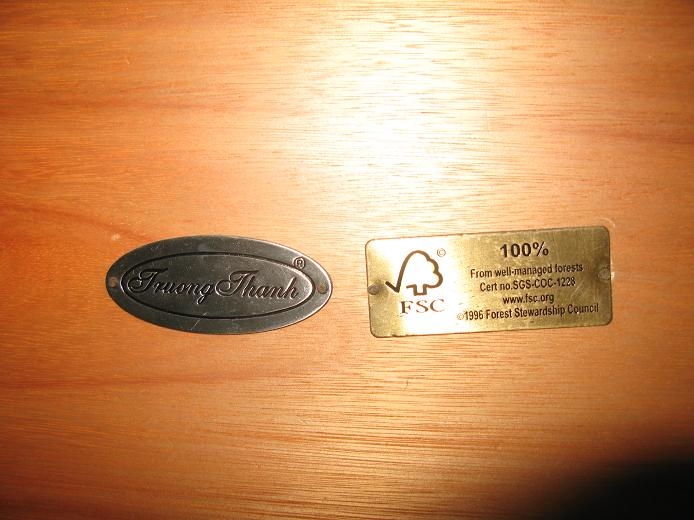 Truong Thanh ®
©
FSC
100%
From well-managed forests
Cert no.SGS-COC-1228
www.fsc.org
©1996 Forest Stewardship Council